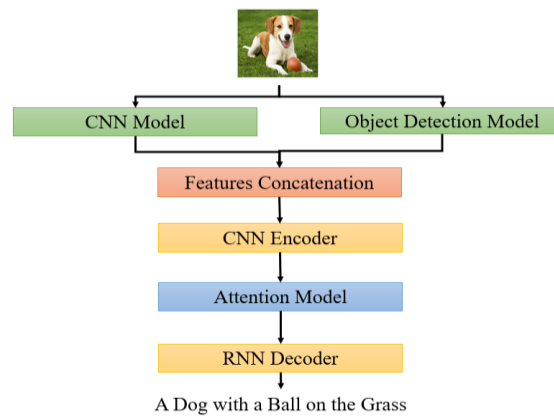 CNN Model
Object Detection Model
Features Concatenation
CNN Encoder
Attention Model
RNN Decoder
A Dog with a Ball on the Grass